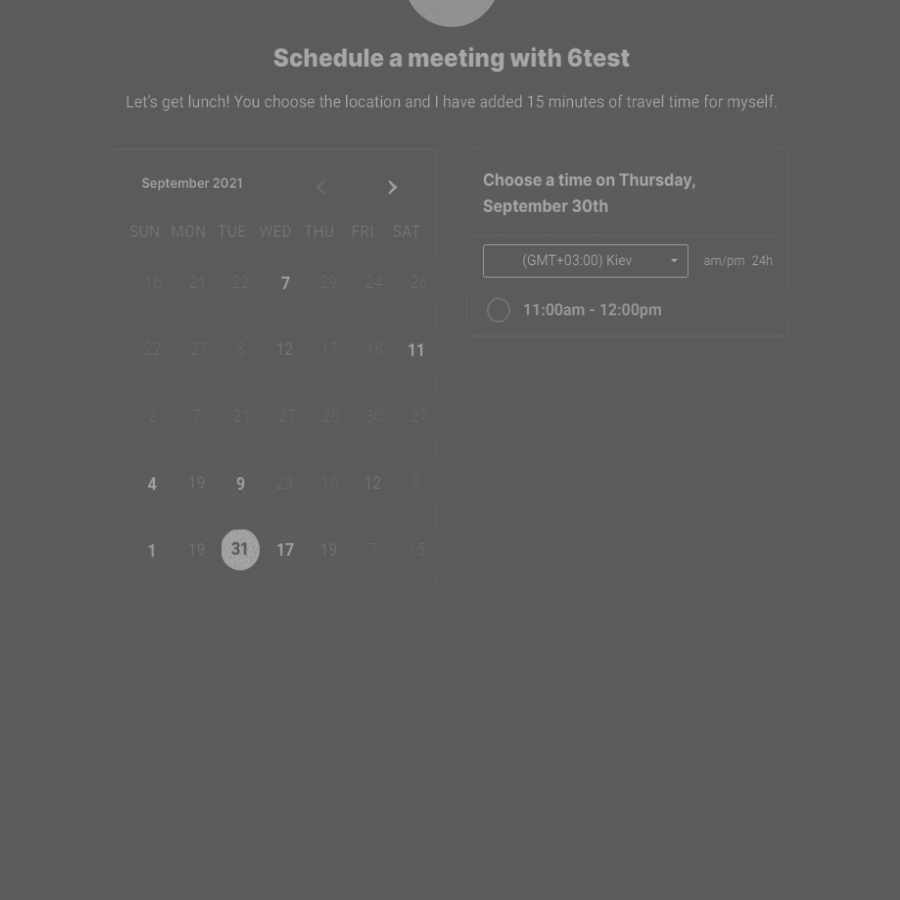 Schedule a meeting with 6test
Let's get lunch! You choose the location and I have added 15 minutes of travel time for myself.
September 2021
SUN MON TUE WED THU FRI SAT
16 21 22 7 29 24 26
22 27 8 12 17 18 11
2 7 21 27 20 30 27
4 19 9 29 10 12 8
1 19 31 17 19 7 15
Choose a time on Thursday,
September 30th
(GMT+03:00) Kiev am/pm 24h
11:00am - 12:00pm